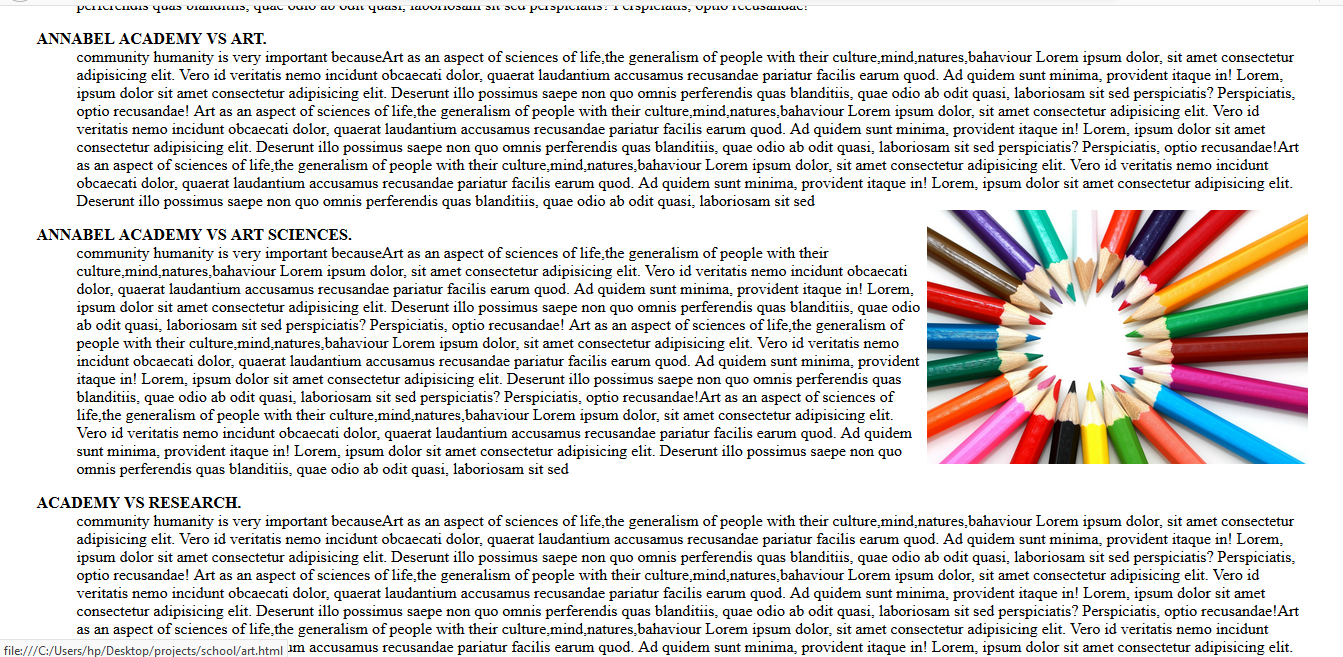 perferendis quas blanditiis, quae odio ab odit quasi, laboriosam sit sed perspiciatis? Perspiciatis, optio recusandae!
ANNABEL ACADEMY VS ART.
community humanity is very important becauseArt as an aspect of sciences of life,the generalism of people with their culture,mind,natures,bahaviour Lorem ipsum dolor, sit amet consectetur
adipisicing elit. Vero id veritatis nemo incidunt obcaecati dolor, quaerat laudantium accusamus recusandae pariatur facilis earum quod. Ad quidem sunt minima, provident itaque in! Lorem,
ipsum dolor sit amet consectetur adipisicing elit. Deserunt illo possimus saepe non quo omnis perferendis quas blanditiis, quae odio ab odit quasi, laboriosam sit sed perspiciatis? Perspiciatis,
optio recusandae! Art as an aspect of sciences of life,the generalism of people with their culture,mind,natures,bahaviour Lorem ipsum dolor, sit amet consectetur adipisicing elit. Vero id
veritatis nemo incidunt obcaecati dolor, quaerat laudantium accusamus recusandae pariatur facilis earum quod. Ad quidem sunt minima, provident itaque in! Lorem, ipsum dolor sit amet
consectetur adipisicing elit. Deserunt illo possimus saepe non quo omnis perferendis quas blanditiis, quae odio ab odit quasi, laboriosam sit sed perspiciatis? Perspiciatis, optio recusandae!Art
as an aspect of sciences of life,the generalism of people with their culture,mind,natures,bahaviour Lorem ipsum dolor, sit amet consectetur adipisicing elit. Vero id veritatis nemo incidunt
obcaecati dolor, quaerat laudantium accusamus recusandae pariatur facilis earum quod. Ad quidem sunt minima, provident itaque in! Lorem, ipsum dolor sit amet consectetur adipisicing elit.
Deserunt illo possimus saepe non quo omnis perferendis quas blanditiis, quae odio ab odit quasi, laboriosam sit sed
ANNABEL ACADEMY VS ART SCIENCES.
community humanity is very important becauseArt as an aspect of sciences of life,the generalism of people with their
culture,mind,natures,bahaviour Lorem ipsum dolor, sit amet consectetur adipisicing elit. Vero id veritatis nemo incidunt obcaecati
dolor, quaerat laudantium accusamus recusandae pariatur facilis earum quod. Ad quidem sunt minima, provident itaque in! Lorem,
ipsum dolor sit amet consectetur adipisicing elit. Deserunt illo possimus saepe non quo omnis perferendis quas blanditiis, quae odio
ab odit quasi, laboriosam sit sed perspiciatis? Perspiciatis, optio recusandae! Art as an aspect of sciences of life,the generalism of
people with their culture,mind,natures,bahaviour Lorem ipsum dolor, sit amet consectetur adipisicing elit. Vero id veritatis nemo
incidunt obcaecati dolor, quaerat laudantium accusamus recusandae pariatur facilis earum quod. Ad quidem sunt minima, provident
itaque in! Lorem, ipsum dolor sit amet consectetur adipisicing elit. Deserunt illo possimus saepe non quo omnis perferendis quas
blanditiis, quae odio ab odit quasi, laboriosam sit sed perspiciatis? Perspiciatis, optio recusandae!Art as an aspect of sciences of
life,the generalism of people with their culture,mind,natures,bahaviour Lorem ipsum dolor, sit amet consectetur adipisicing elit.
Vero id veritatis nemo incidunt obcaecati dolor, quaerat laudantium accusamus recusandae pariatur facilis earum quod. Ad quidem
sunt minima, provident itaque in! Lorem, ipsum dolor sit amet consectetur adipisicing elit. Deserunt illo possimus saepe non quo
omnis perferendis quas blanditiis, quae odio ab odit quasi, laboriosam sit sed
ACADEMY VS RESEARCH.
community humanity is very important becauseArt as an aspect of sciences of life,the generalism of people with their culture,mind,natures,bahaviour Lorem ipsum dolor, sit amet consectetur
adipisicing elit. Vero id veritatis nemo incidunt obcaecati dolor, quaerat laudantium accusamus recusandae pariatur facilis earum quod. Ad quidem sunt minima, provident itaque in! Lorem,
ipsum dolor sit amet consectetur adipisicing elit. Deserunt illo possimus saepe non quo omnis perferendis quas blanditiis, quae odio ab odit quasi, laboriosam sit sed perspiciatis? Perspiciatis,
optio recusandae! Art as an aspect of sciences of life,the generalism of people with their culture,mind,natures,bahaviour Lorem ipsum dolor, sit amet consectetur adipisicing elit. Vero id
veritatis nemo incidunt obcaecati dolor, quaerat laudantium accusamus recusandae pariatur facilis earum quod. Ad quidem sunt minima, provident itaque in! Lorem, ipsum dolor sit amet
consectetur adipisicing elit. Deserunt illo possimus saepe non quo omnis perferendis quas blanditiis, quae odio ab odit quasi, laboriosam sit sed perspiciatis? Perspiciatis, optio recusandae!Art
as an aspect of sciences of life,the generalism of people with their culture,mind,natures,bahaviour Lorem ipsum dolor, sit amet consectetur adipisicing elit. Vero id veritatis nemo incidunt
file:///C:/Users/hp/Desktop/projects/school/art.html um accusamus recusandae pariatur facilis earum quod. Ad quidem sunt minima, provident itaque in! Lorem, ipsum dolor sit amet consectetur adipisicing elit.